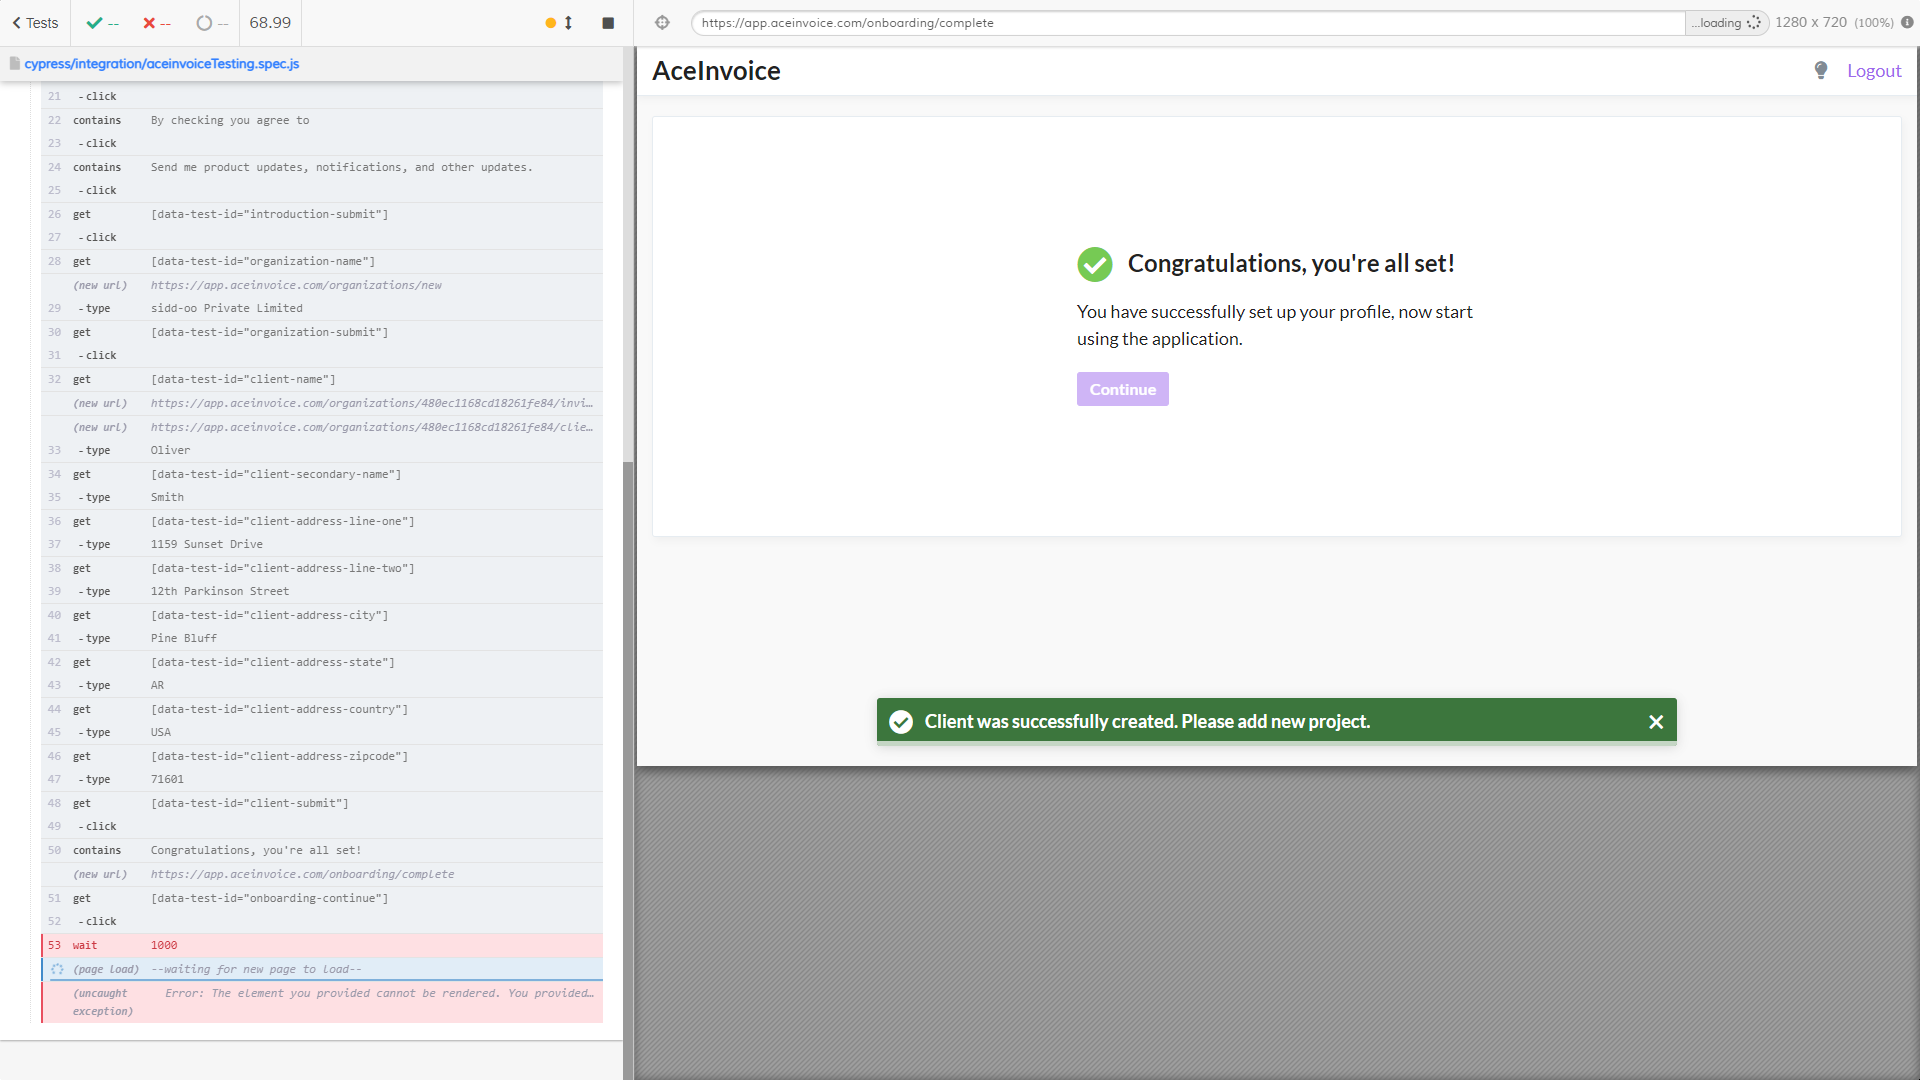 Tests -- -- -- 68.99
https://app.aceinvoice.com/onboarding/complete ...loading 1280 x 720 (100%)
cypress/integration/aceinvoiceTesting.spec.js
21 - click
22 contains By checking you agree to
23 - click
24 contains Send me product updates, notifications, and other updates.
25 - click
26 get [data-test-id="introduction-submit"]
27 - click
28 get [data-test-id="organization-name"]
(new url) https://app.aceinvoice.com/organizations/new
29 - type sidd-oo Private Limited
30 get [data-test-id="organization-submit"]
31 - click
32 get [data-test-id="client-name"]
(new url) https://app.aceinvoice.com/organizations/480ec1168cd18261fe84/invi…
(new url) https://app.aceinvoice.com/organizations/480ec1168cd18261fe84/clie…
33 - type Oliver
34 get [data-test-id="client-secondary-name"]
35 - type Smith
36 get [data-test-id="client-address-line-one"]
37 - type 1159 Sunset Drive
38 get [data-test-id="client-address-line-two"]
39 - type 12th Parkinson Street
40 get [data-test-id="client-address-city"]
41 - type Pine Bluff
42 get [data-test-id="client-address-state"]
43 - type AR
44 get [data-test-id="client-address-country"]
45 - type USA
46 get [data-test-id="client-address-zipcode"]
47 - type 71601
48 get [data-test-id="client-submit"]
49 - click
50 contains Congratulations, you're all set!
(new url) https://app.aceinvoice.com/onboarding/complete
51 get [data-test-id="onboarding-continue"]
52 - click
53 wait 1000
(page load) --waiting for new page to load--
(uncaught exception) Error: The element you provided cannot be rendered. You provided…
AceInvoice
Logout
Congratulations, you're all set!
You have successfully set up your profile, now start
using the application.
Continue
Client was successfully created. Please add new project.